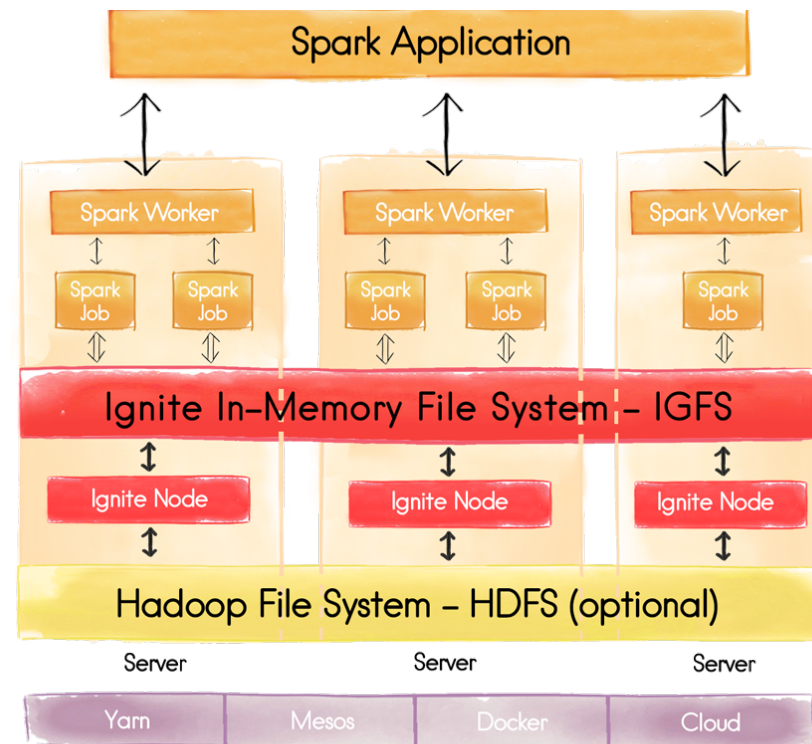 Spark Application
Spark Worker
Spark Worker
Spark Worker
Spark
Job
Spark
Job
Spark
Job
Spark
Job
Spark
Job
Ignite In-Memory File System - IGFS
Ignite Node
Ignite Node
Ignite Node
Hadoop File System - HDFS (optional)
Server
Server
Server
Yarn
Mesos
Docker
Cloud